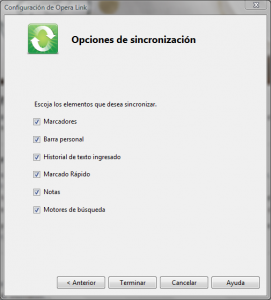 Configuración de Opera Link
Opciones de sincronización
Escoja los elementos que desea sincronizar.
Marcadores
Barra personal
Historial de texto ingresado
Marcado Rápido
Notas
Motores de búsqueda
< Anterior Terminar Cancelar Ayuda